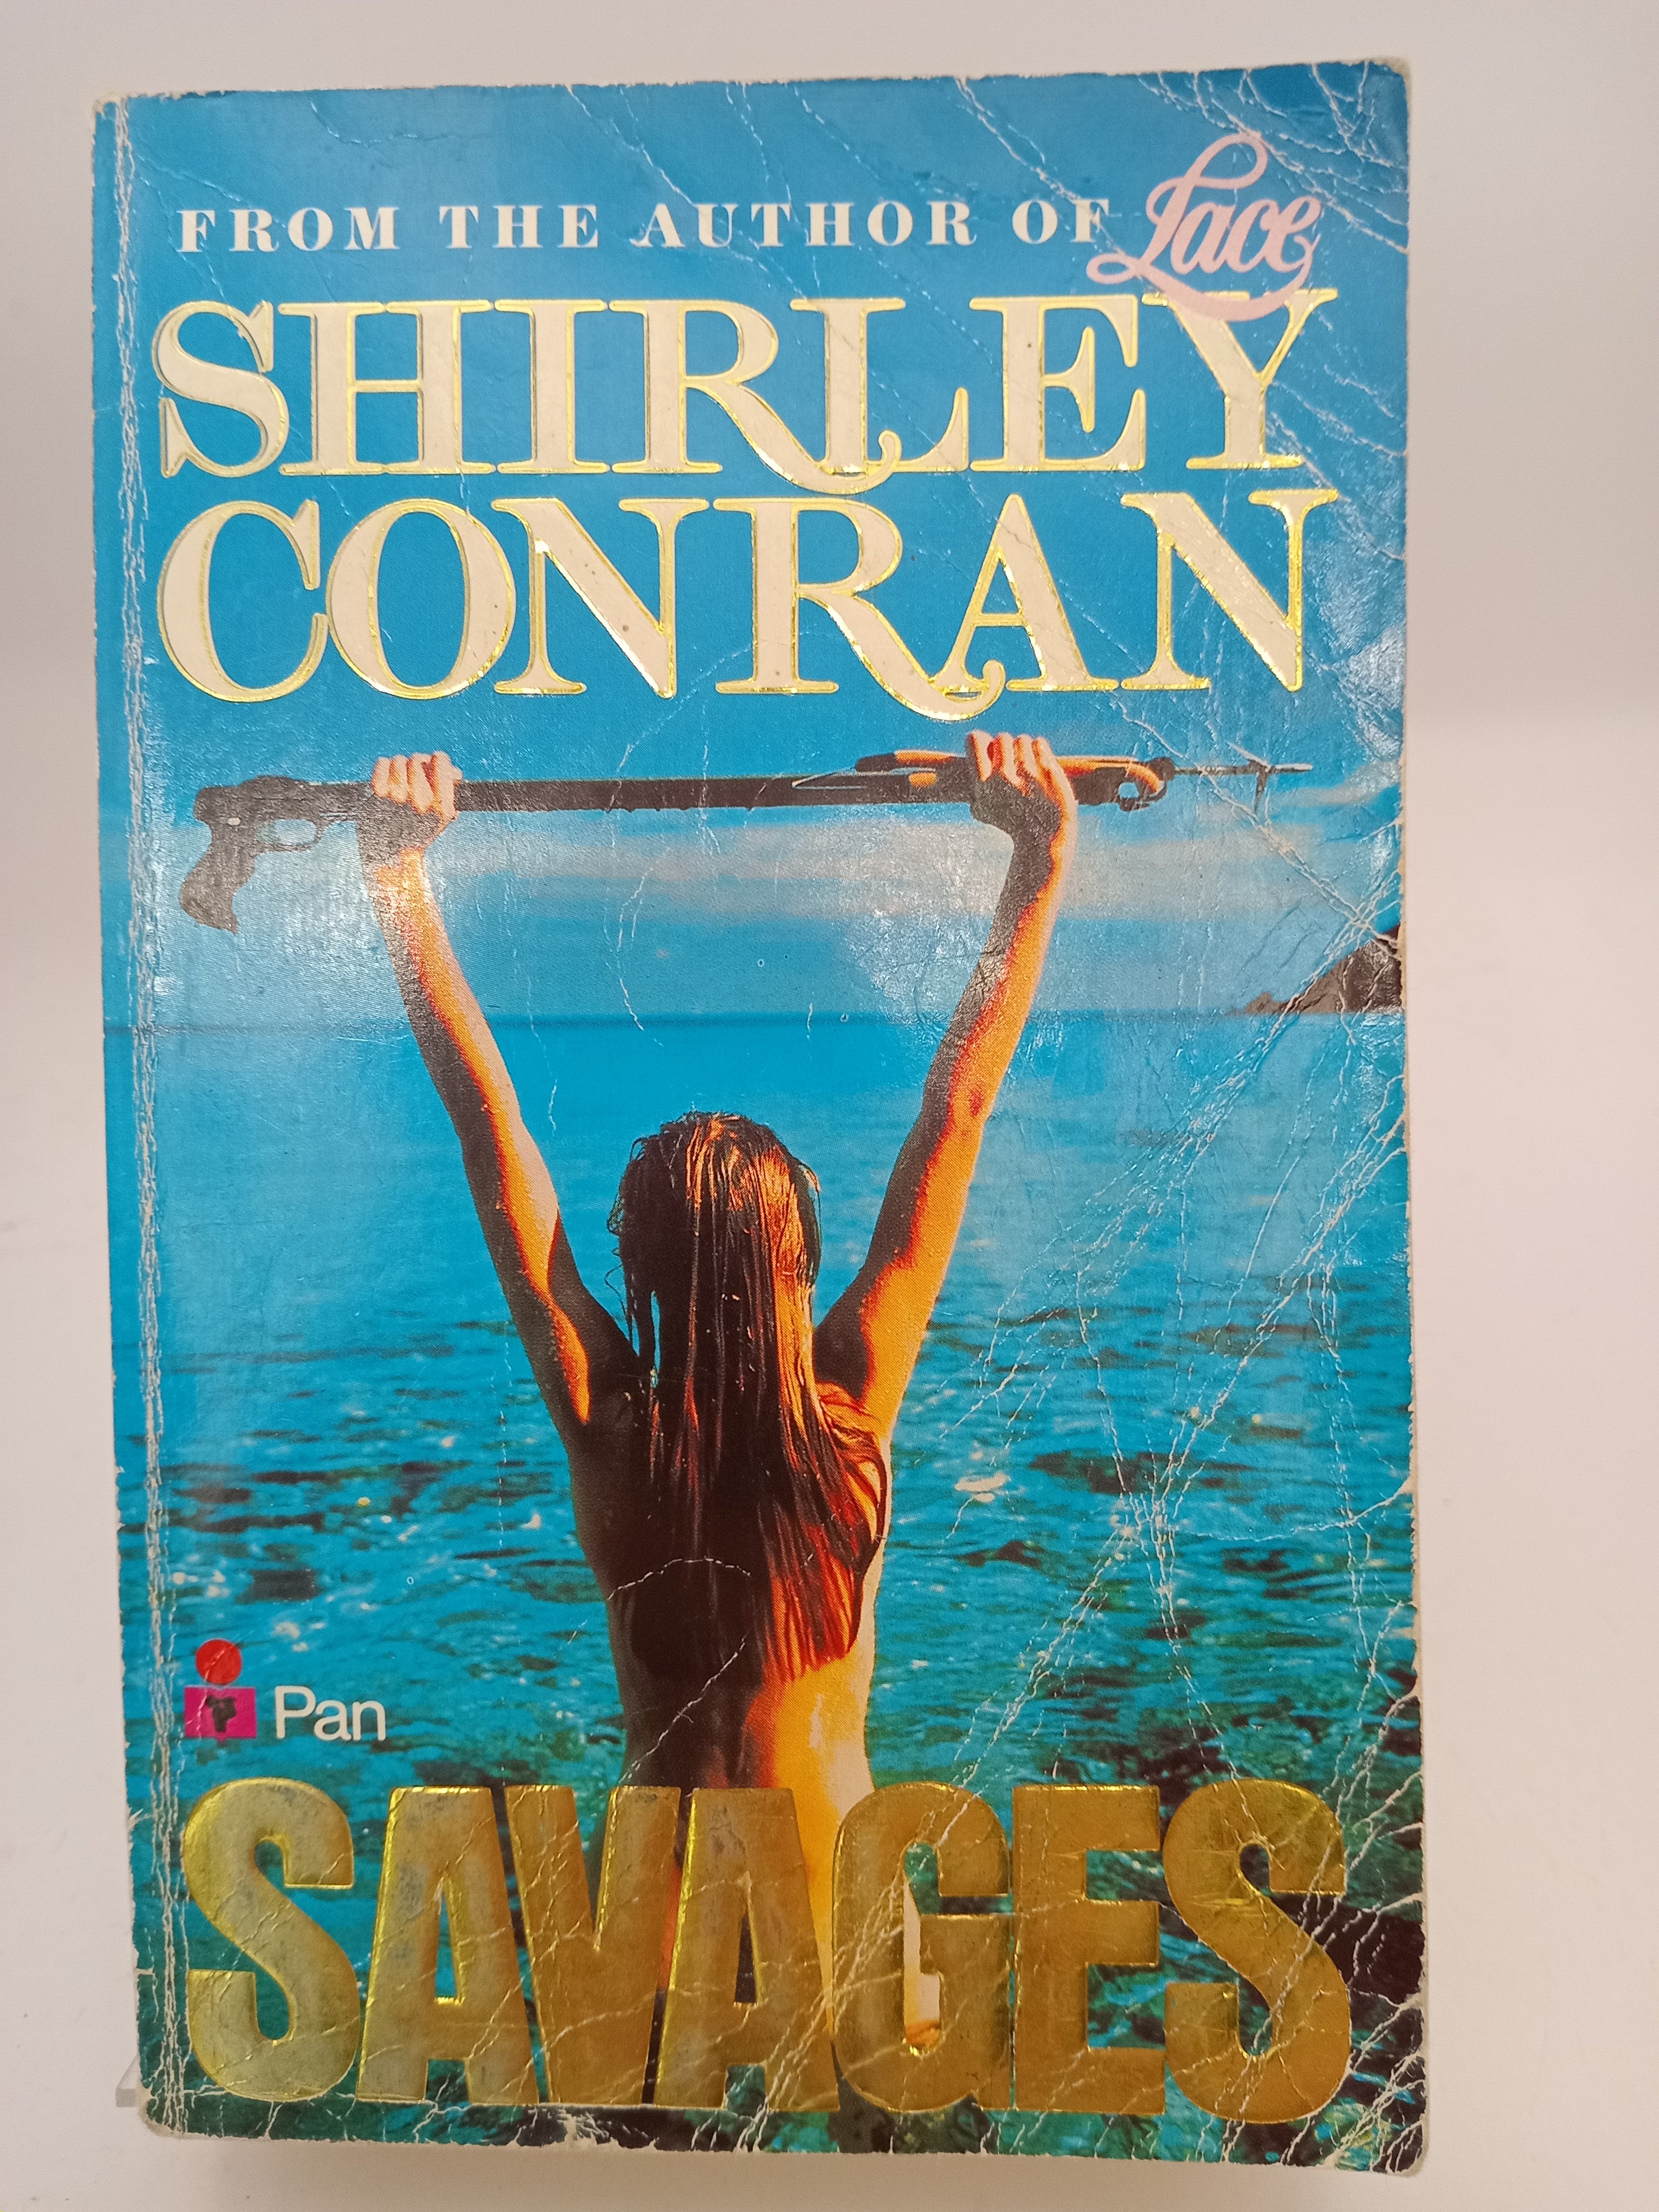 FROM THE AUTHOR OF Lace
SHIRLEY
CONRAN
Pan
SAVAGES